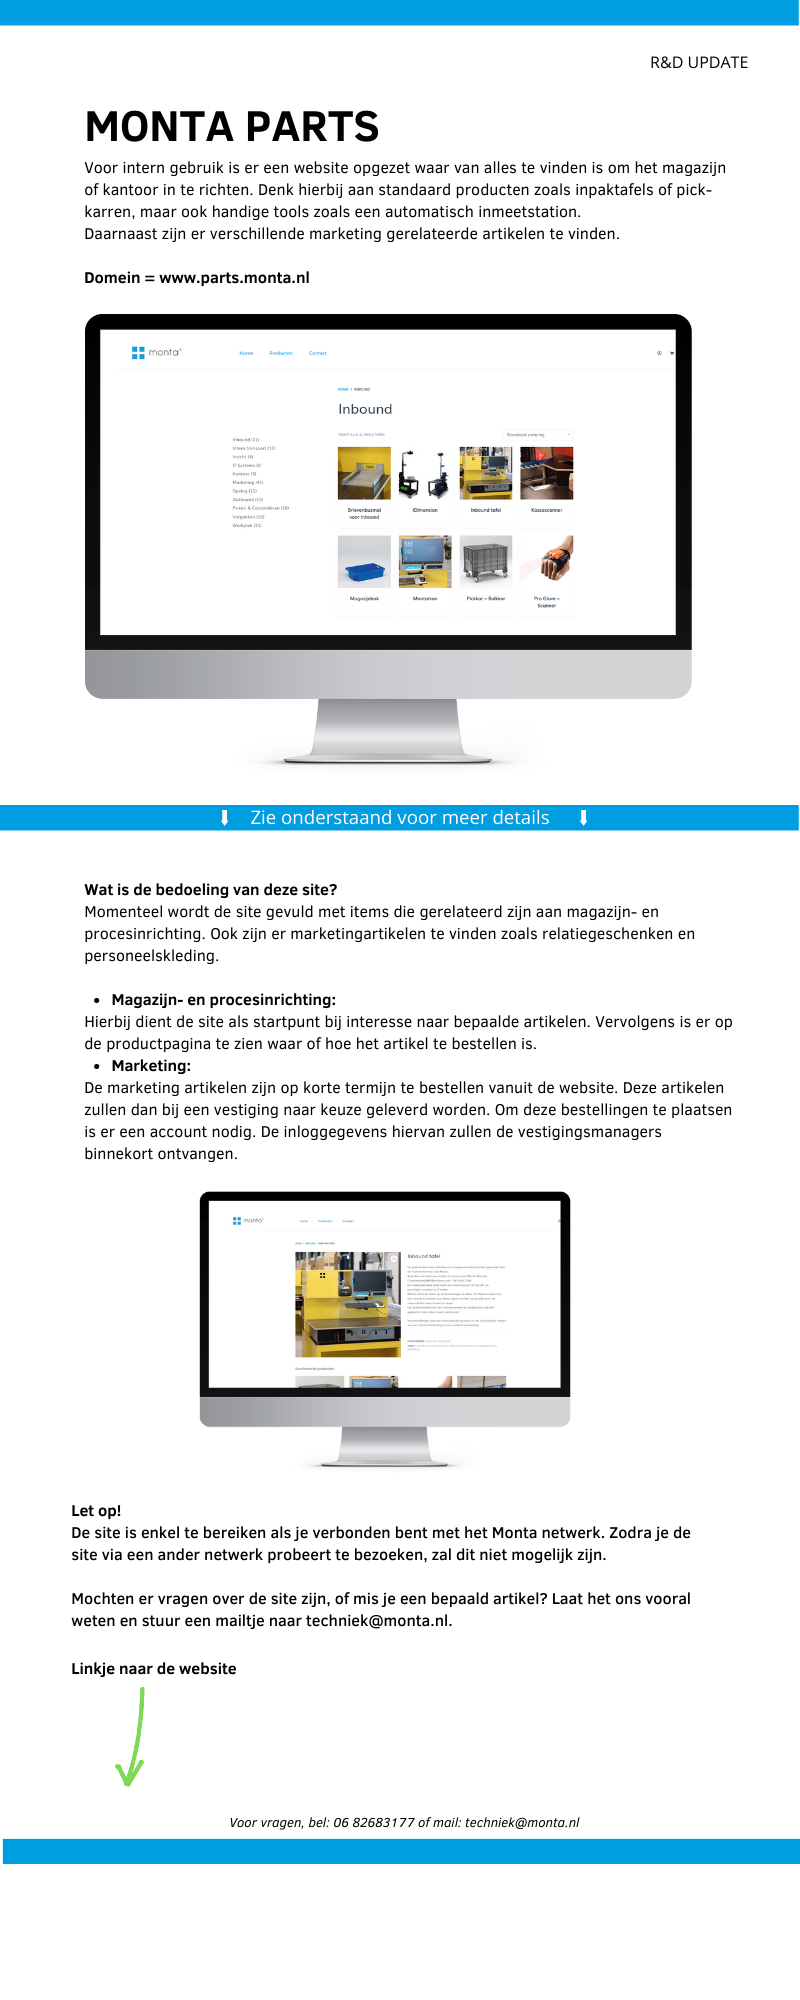 R&D UPDATE
MONTA PARTS
Voor intern gebruik is er een website opgezet waar van alles te vinden is om het magazijn
of kantoor in te richten. Denk hierbij aan standaard producten zoals inpaktafels of pick-
karren, maar ook handige tools zoals een automatisch inmeetstation.
Daarnaast zijn er verschillende marketing gerelateerde artikelen te vinden.
Domein = www.parts.monta.nl
monta
Home Producten Contact
HOME / INBOUND
Inbound
Standaard sortering
Inbound (11)
Intern transport (12)
Inzicht (4)
IT Systems (6)
Kantoor (5)
Marketing (41)
Opslag (12)
Outbound (13)
Picken & Consolideren (16)
Verpakken (10)
Werkplek (23)
Brievenbusmal
voor Inbound
iDimension
Inbound tafel
Kassascanner
Magazijnbak
Montatron
Pickkar – Bulkkar
Pro Glove –
Scanner
Zie onderstaand voor meer details
Wat is de bedoeling van deze site?
Momenteel wordt de site gevuld met items die gerelateerd zijn aan magazijn- en
procesinrichting. Ook zijn er marketingartikelen te vinden zoals relatiegeschenken en
personeelskleding.
• Magazijn- en procesinrichting:
Hierbij dient de site als startpunt bij interesse naar bepaalde artikelen. Vervolgens is er op
de productpagina te zien waar of hoe het artikel te bestellen is.
• Marketing:
De marketing artikelen zijn op korte termijn te bestellen vanuit de website. Deze artikelen
zullen dan bij een vestiging naar keuze geleverd worden. Om deze bestellingen te plaatsen
is er een account nodig. De inloggegevens hiervan zullen de vestigingsmanagers
binnekort ontvangen.
monta
Home Producten Contact
Inbound tafel
Gerelateerde producten
Let op!
De site is enkel te bereiken als je verbonden bent met het Monta netwerk. Zodra je de
site via een ander netwerk probeert te bezoeken, zal dit niet mogelijk zijn.
Mochten er vragen over de site zijn, of mis je een bepaald artikel? Laat het ons vooral
weten en stuur een mailtje naar techniek@monta.nl.
Linkje naar de website
Voor vragen, bel: 06 82683177 of mail: techniek@monta.nl